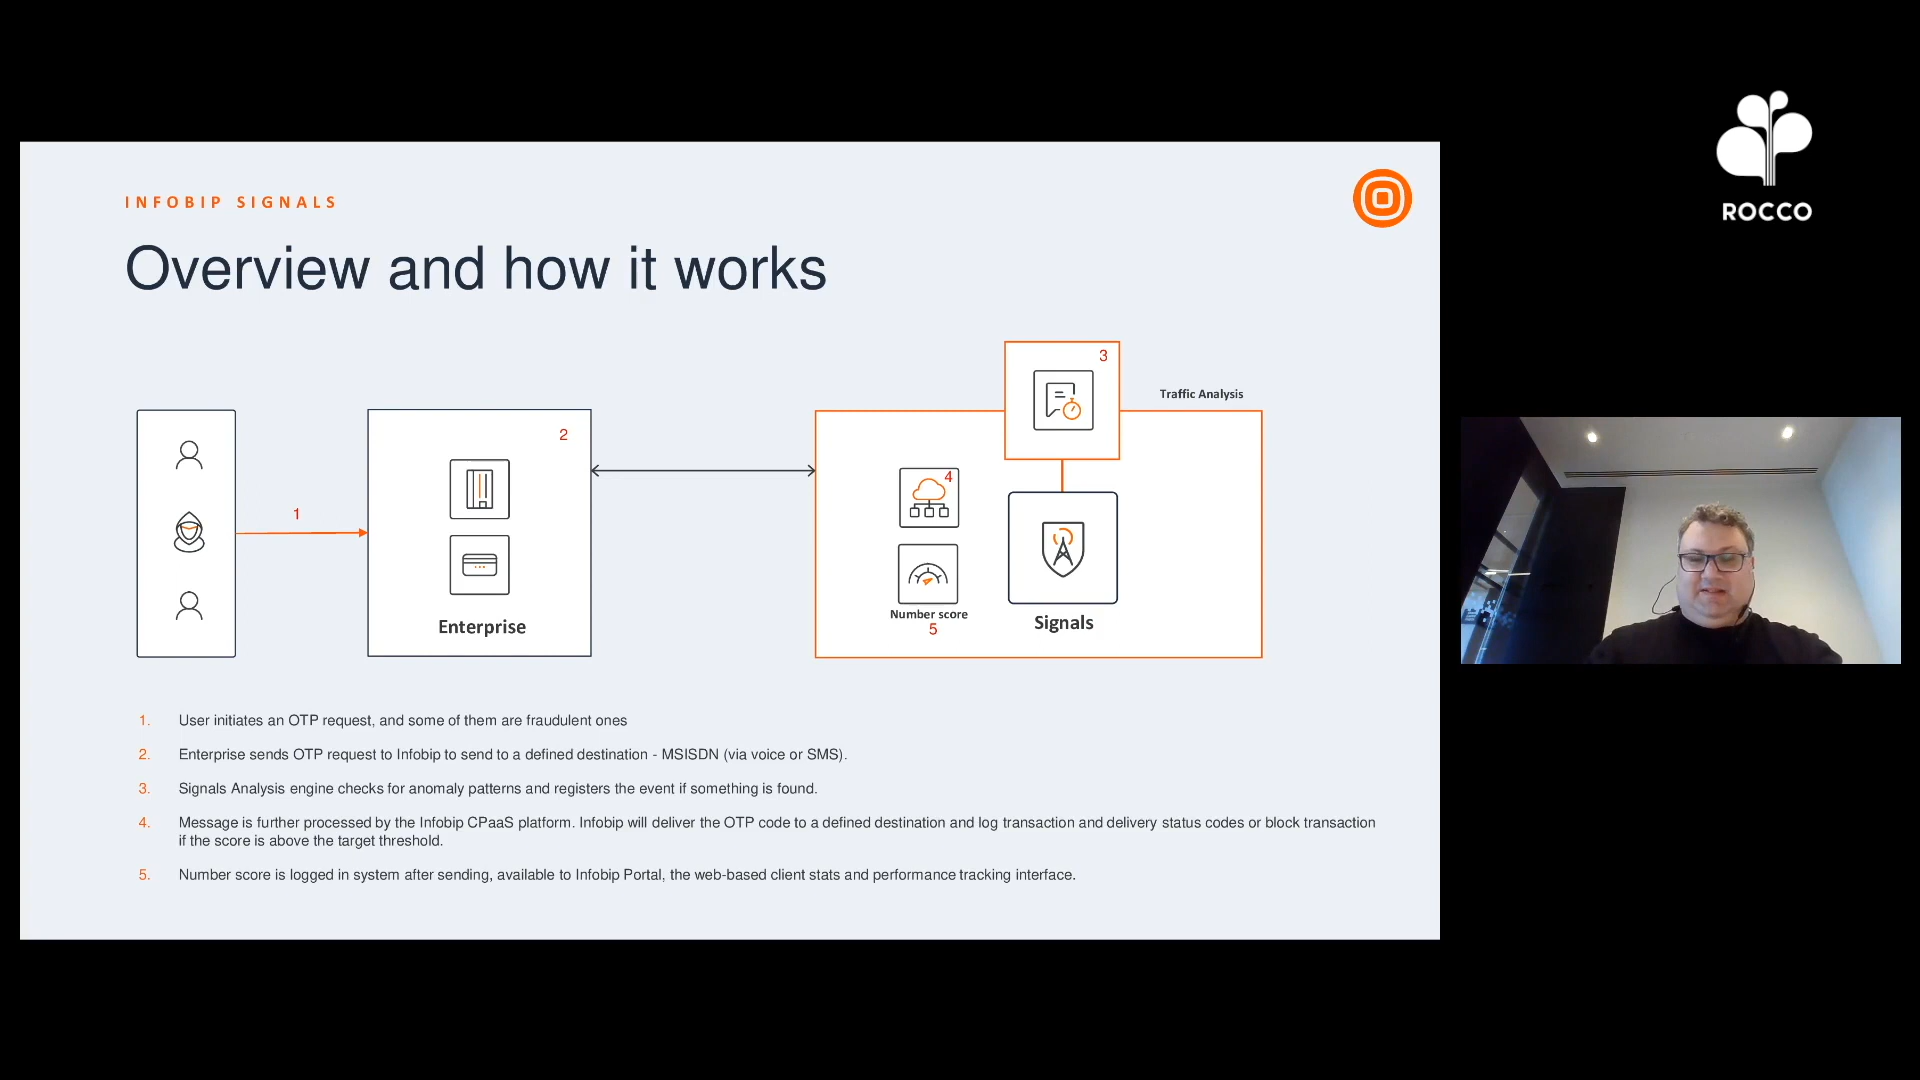 ROCCO
INFOBIP SIGNALS
Overview and how it works
3
Traffic Analysis
2
4
1
Number score
5
Signals
Enterprise
1. User initiates an OTP request, and some of them are fraudulent ones
2. Enterprise sends OTP request to Infobip to send to a defined destination - MSISDN (via voice or SMS).
3. Signals Analysis engine checks for anomaly patterns and registers the event if something is found.
4. Message is further processed by the Infobip CPaaS platform. Infobip will deliver the OTP code to a defined destination and log transaction and delivery status codes or block transaction
if the score is above the target threshold.
5. Number score is logged in system after sending, available to Infobip Portal, the web-based client stats and performance tracking interface.